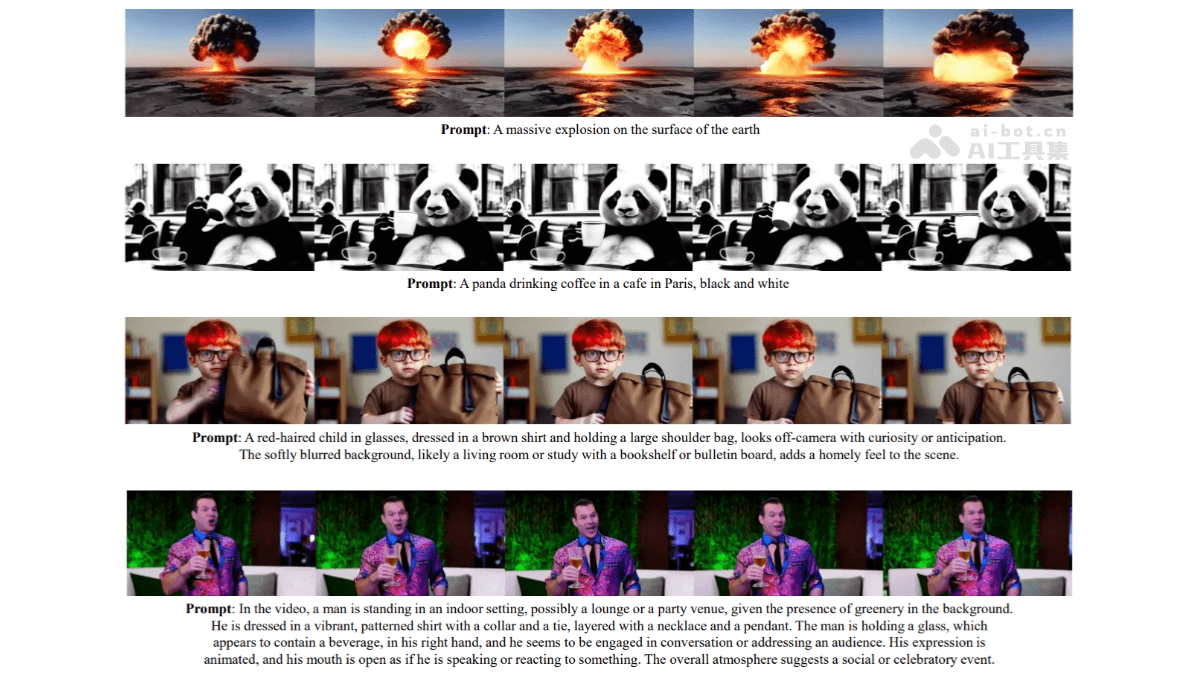 Prompt: A massive explosion on the surface of the earth
ai-bot.cn
AI工具集
Prompt: A panda drinking coffee in a cafe in Paris, black and white
Prompt: A red-haired child in glasses, dressed in a brown shirt and holding a large shoulder bag, looks off-camera with curiosity or anticipation.
The softly blurred background, likely a living room or study with a bookshelf or bulletin board, adds a homely feel to the scene.
Prompt: In the video, a man is standing in an indoor setting, possibly a lounge or a party venue, given the presence of greenery in the background.
He is dressed in a vibrant, patterned shirt with a collar and a tie, layered with a necklace and a pendant. The man is holding a glass, which
appears to contain a beverage, in his right hand, and he seems to be engaged in conversation or addressing an audience. His expression is
animated, and his mouth is open as if he is speaking or reacting to something. The overall atmosphere suggests a social or celebratory event.